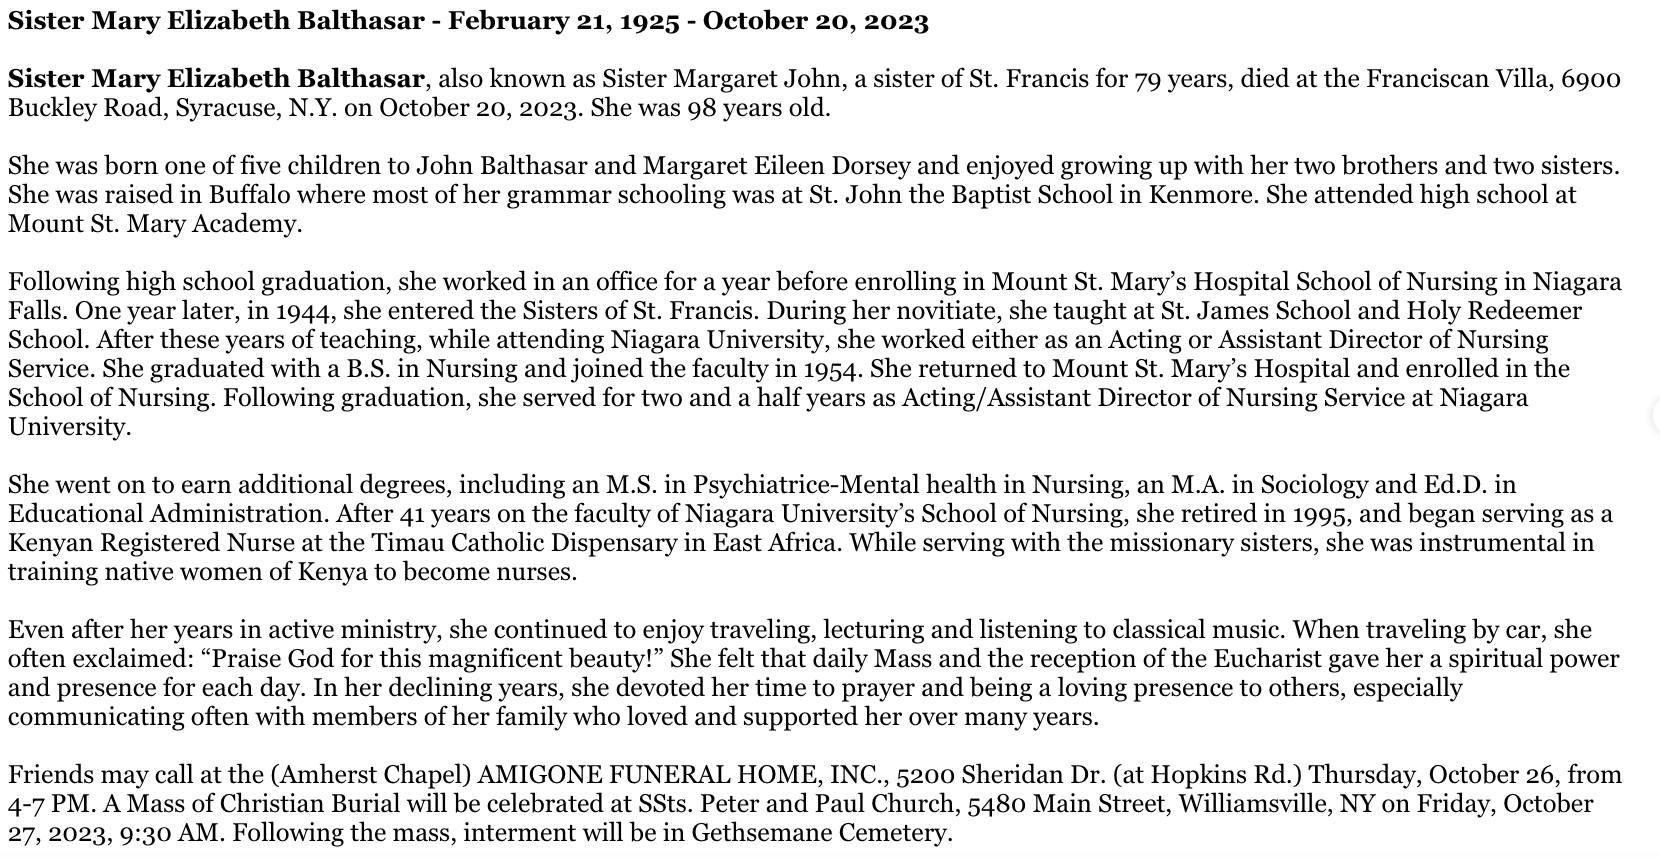 Sister Mary Elizabeth Balthasar - February 21, 1925 - October 20, 2023
Sister Mary Elizabeth Balthasar, also known as Sister Margaret John, a sister of St. Francis for 79 years, died at the Franciscan Villa, 6900
Buckley Road, Syracuse, N.Y. on October 20, 2023. She was 98 years old.
She was born one of five children to John Balthasar and Margaret Eileen Dorsey and enjoyed growing up with her two brothers and two sisters.
She was raised in Buffalo where most of her grammar schooling was at St. John the Baptist School in Kenmore. She attended high school at
Mount St. Mary Academy.
Following high school graduation, she worked in an office for a year before enrolling in Mount St. Mary’s Hospital School of Nursing in Niagara
Falls. One year later, in 1944, she entered the Sisters of St. Francis. During her novitiate, she taught at St. James School and Holy Redeemer
School. After these years of teaching, while attending Niagara University, she worked either as an Acting or Assistant Director of Nursing
Service. She graduated with a B.S. in Nursing and joined the faculty in 1954. She returned to Mount St. Mary’s Hospital and enrolled in the
School of Nursing. Following graduation, she served for two and a half years as Acting/Assistant Director of Nursing Service at Niagara
University.
She went on to earn additional degrees, including an M.S. in Psychiatrice-Mental health in Nursing, an M.A. in Sociology and Ed.D. in
Educational Administration. After 41 years on the faculty of Niagara University’s School of Nursing, she retired in 1995, and began serving as a
Kenyan Registered Nurse at the Timau Catholic Dispensary in East Africa. While serving with the missionary sisters, she was instrumental in
training native women of Kenya to become nurses.
Even after her years in active ministry, she continued to enjoy traveling, lecturing and listening to classical music. When traveling by car, she
often exclaimed: “Praise God for this magnificent beauty!” She felt that daily Mass and the reception of the Eucharist gave her a spiritual power
and presence for each day. In her declining years, she devoted her time to prayer and being a loving presence to others, especially
communicating often with members of her family who loved and supported her over many years.
Friends may call at the (Amherst Chapel) AMIGONE FUNERAL HOME, INC., 5200 Sheridan Dr. (at Hopkins Rd.) Thursday, October 26, from
4-7 PM. A Mass of Christian Burial will be celebrated at SSts. Peter and Paul Church, 5480 Main Street, Williamsville, NY on Friday, October
27, 2023, 9:30 AM. Following the mass, interment will be in Gethsemane Cemetery.